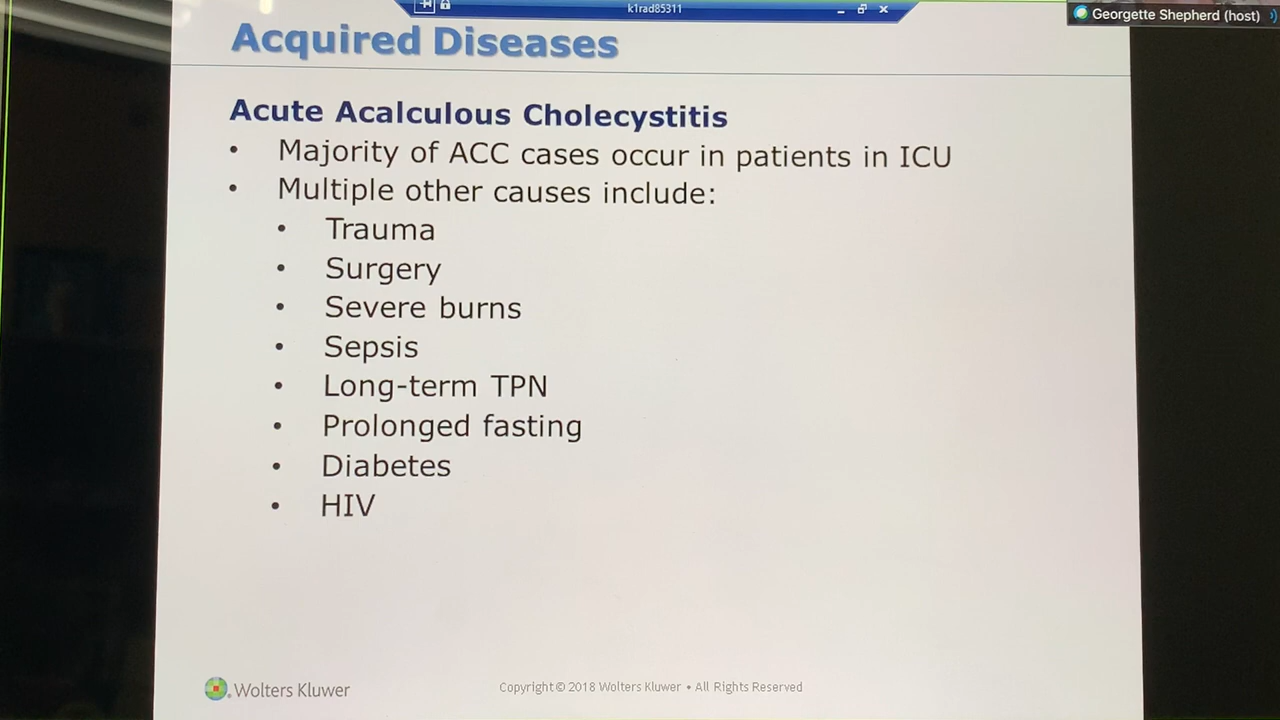 k1rad85311
Georgette Shepherd (host)
Acquired Diseases
Acute Acalculous Cholecystitis
• Majority of ACC cases occur in patients in ICU
• Multiple other causes include:
• Trauma
• Surgery
• Severe burns
• Sepsis
• Long-term TPN
• Prolonged fasting
• Diabetes
• HIV
Wolters Kluwer
Copyright© 2018 Wolters Kluwer • All Rights Reserved